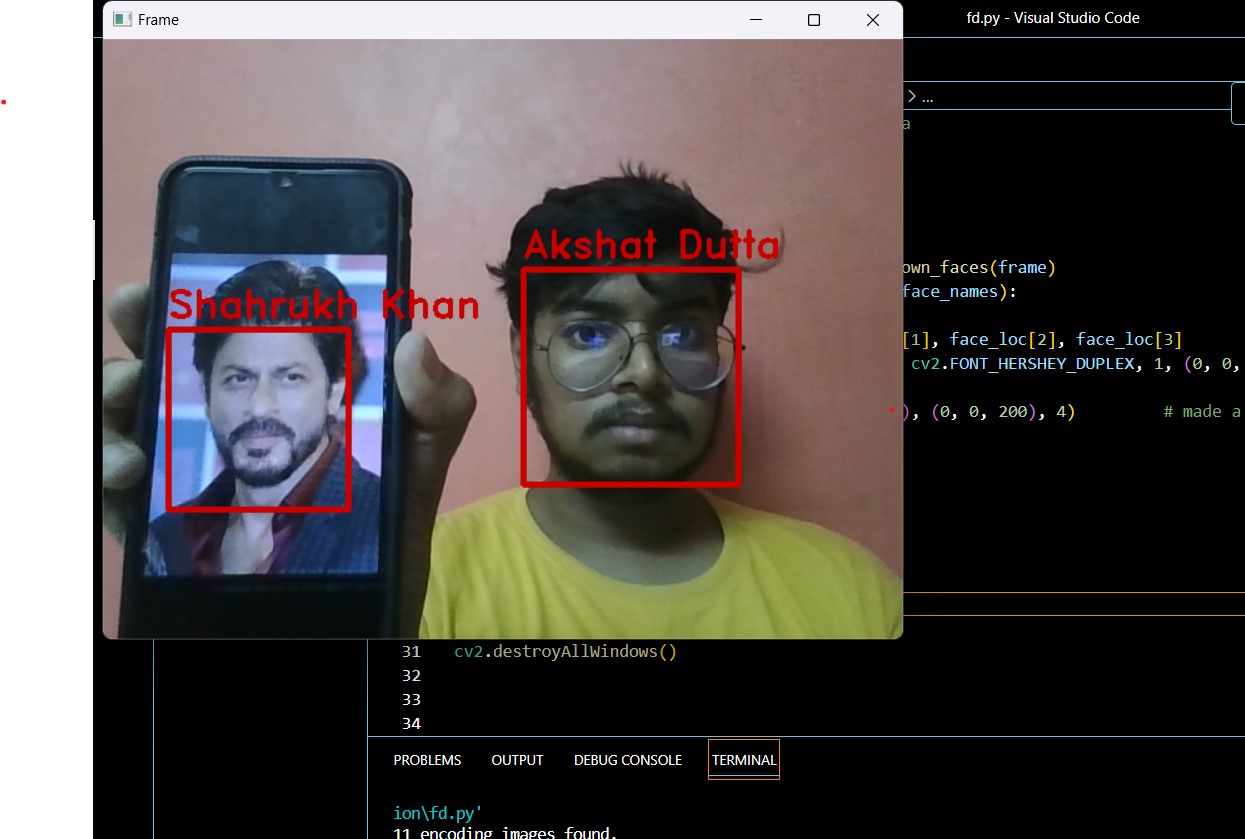 Frame
fd.py - Visual Studio Code
> ...
a
Akshat Dutta
Shahrukh Khan
own_faces(frame)
face_names):
[1], face_loc[2], face_loc[3]
cv2.FONT_HERSHEY_DUPLEX, 1, (0, 0,
), (0, 0, 200), 4) # made a
31 cv2.destroyAllWindows()
32
33
34
PROBLEMS OUTPUT DEBUG CONSOLE TERMINAL
ion\fd.py'
11 encoding images found.